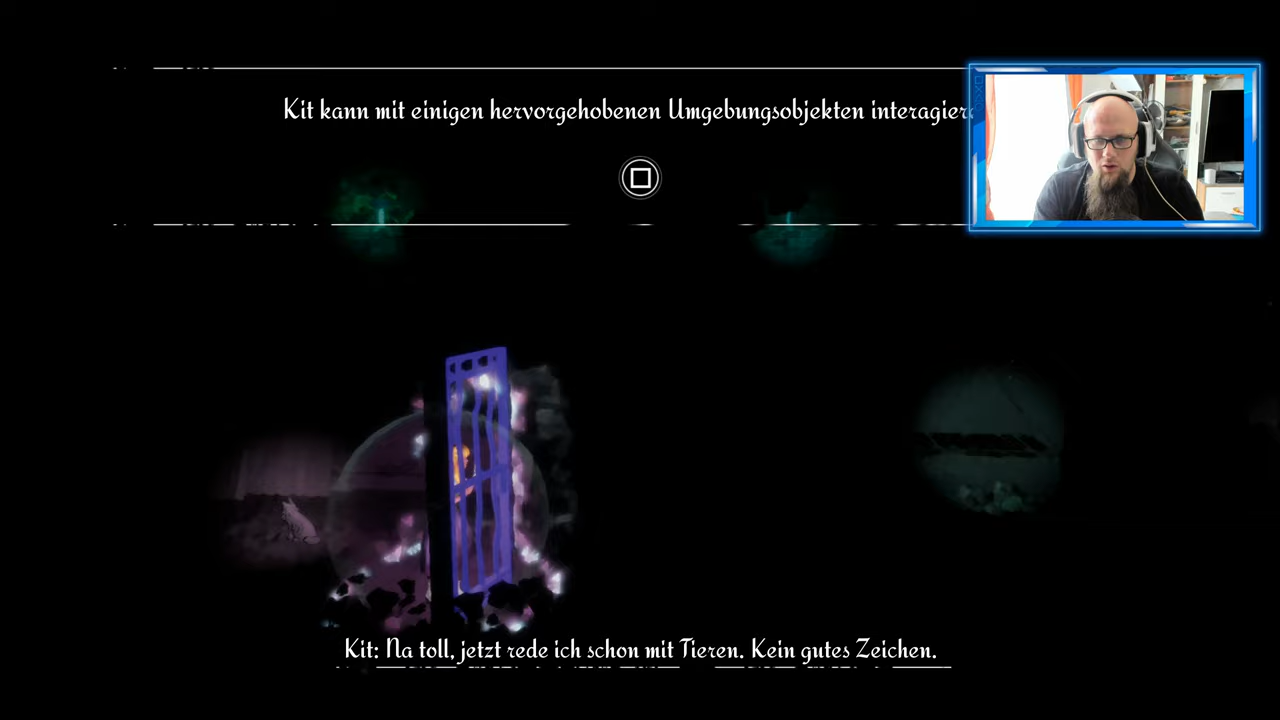 Kit kann mit einigen hervorgehobenen Umgebungsobjekten interagier
Kit: Na toll, jetzt rede ich schon mit Tieren. Kein gutes Zeichen.